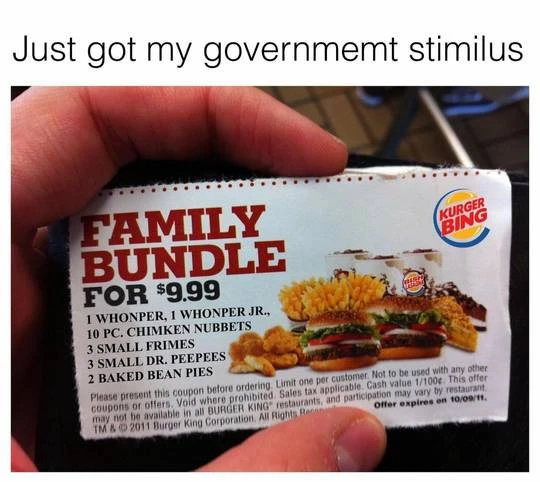 Just got my governmemt stimilus
FAMILY
BUNDLE
FOR $9.99
1 WHONPER, 1 WHONPER JR.,
10 PC. CHIMKEN NUBBETS
3 SMALL FRIMES
3 SMALL DR. PEEPEES
2 BAKED BEAN PIES
KURGER
BING
Please present this coupon before ordering. Limit one per customer. Not to be used with any other
coupons or offers. Void where prohibited. Sales tax applicable. Cash value 1/100¢. This offer
may not be available in all BURGER KING® restaurants, and participation may vary by restaurant.
TM & © 2011 Burger King Corporation. All Rights
Offer expires on 10/09/11.